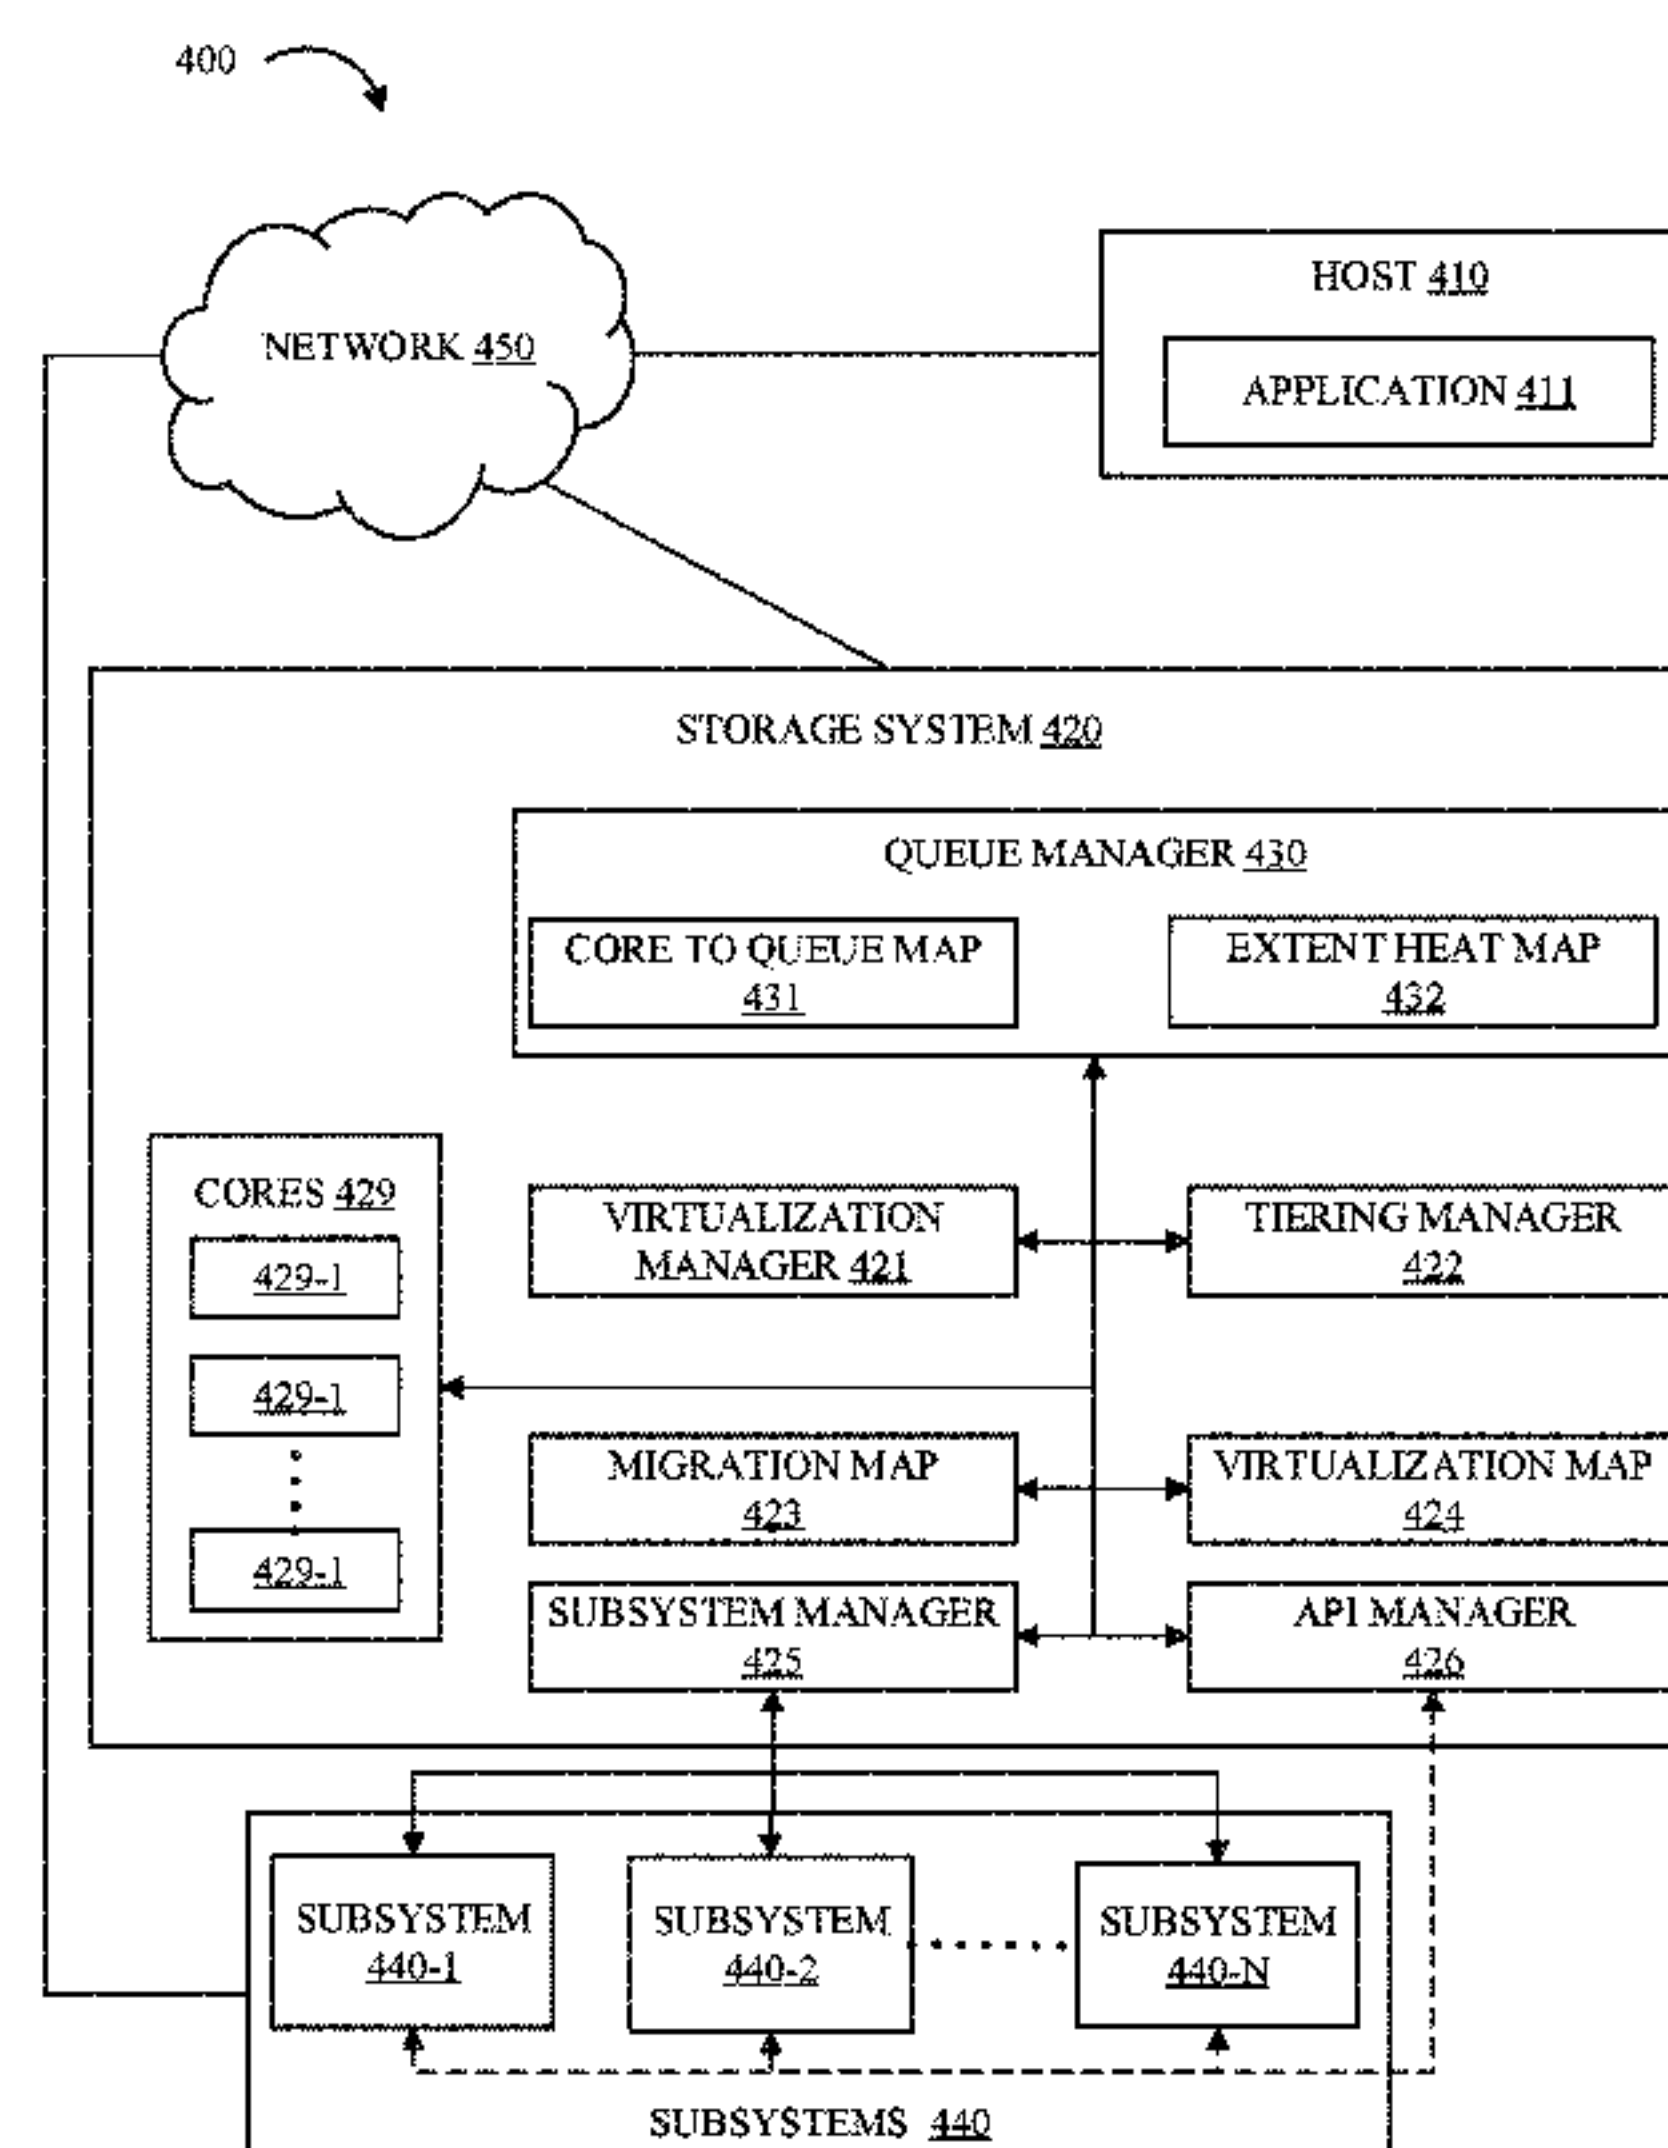 400
NETWORK 450
HOST 410
APPLICATION 411
STORAGE SYSTEM 420
QUEUE MANAGER 430
CORE TO QUEUE MAP
431
EXTENT HEAT MAP
432
CORES 429
429-1
429-1
429-1
VIRTUALIZATION
MANAGER 421
TIERING MANAGER
422
MIGRATION MAP
423
VIRTUALIZATION MAP
424
SUBSYSTEM MANAGER
425
API MANAGER
426
SUBSYSTEM
440-1
SUBSYSTEM
440-2
SUBSYSTEM
440-N
SUBSYSTEMS 440